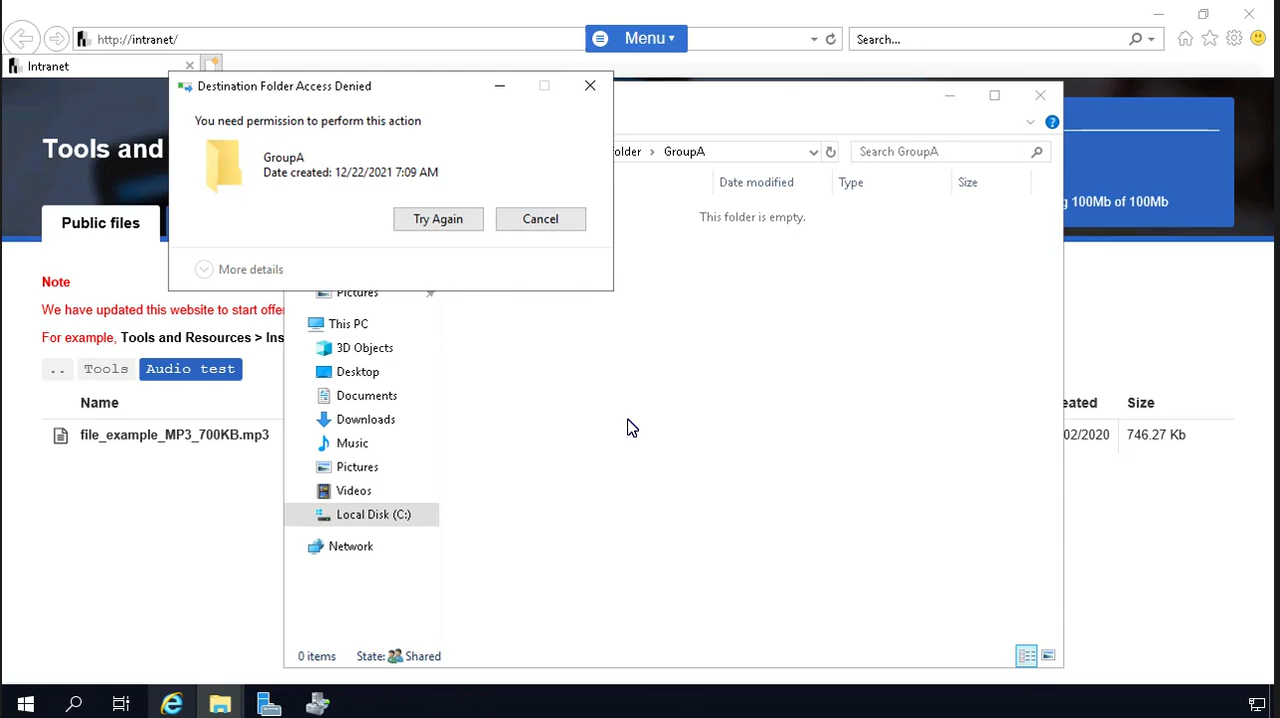 http://intranet/
Menu
Search...
Intranet
Destination Folder Access Denied
You need permission to perform this action
GroupA
Date created: 12/22/2021 7:09 AM
Try Again
Cancel
More details
older > GroupA
Search GroupA
Date modified
Type
Size
This folder is empty.
Tools and
g 100Mb of 100Mb
Public files
Note
We have updated this website to start offe
For example, Tools and Resources > Ins
..
Tools
Audio test
Name
eated
Size
file_example_MP3_700KB.mp3
02/2020
746.27 Kb
Pictures
This PC
3D Objects
Desktop
Documents
Downloads
Music
Pictures
Videos
Local Disk (C:)
Network
0 items
State: Shared